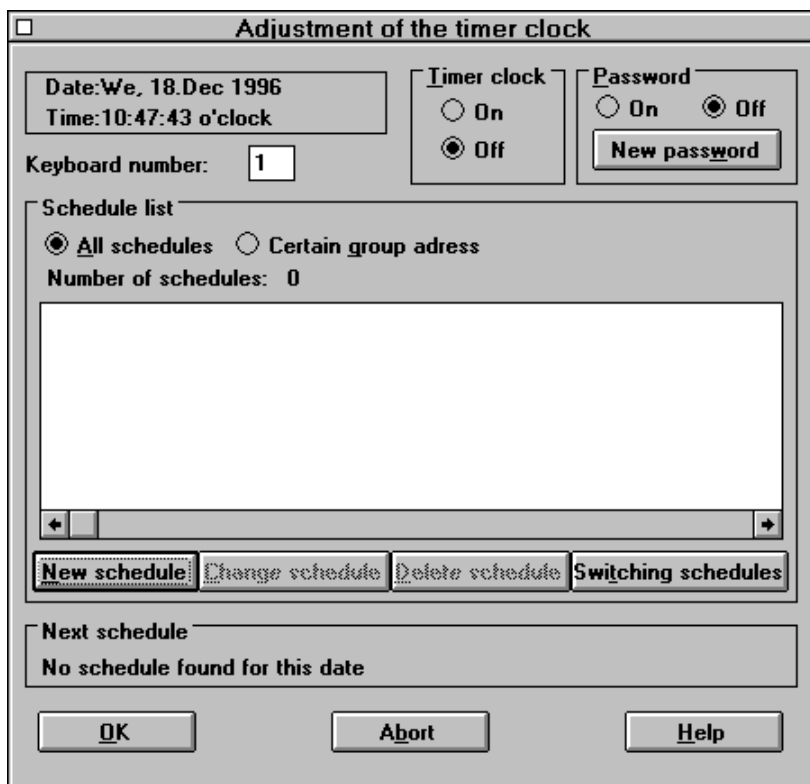 Adjustment of the timer clock
Date:We, 18.Dec 1996
Time:10:47:43 o'clock
Keyboard number: 1
Timer clock
On
Off
Password
On Off
New password
Schedule list
All schedules Certain group adress
Number of schedules: 0
New schedule Change schedule Delete schedule Switching schedules
Next schedule
No schedule found for this date
OK Abort Help